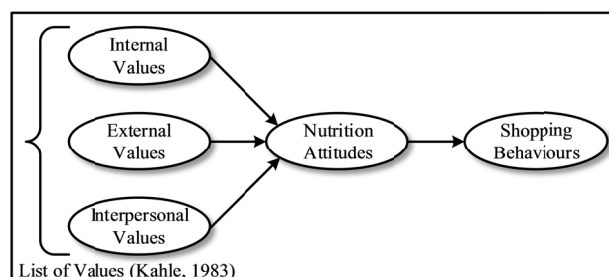 Internal
Values
External
Values
Interpersonal
Values
Nutrition
Attitudes
Shopping
Behaviours
List of Values (Kahle, 1983)